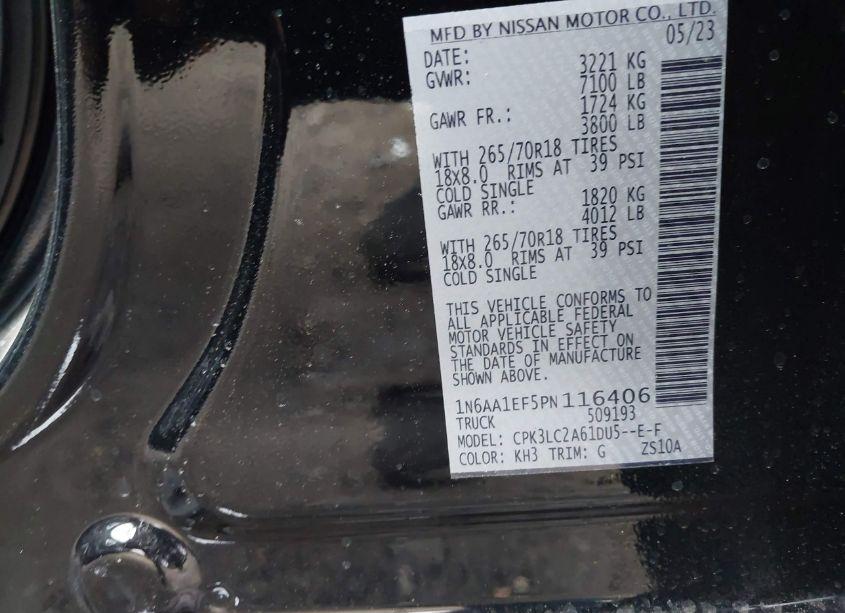 MFD BY NISSAN MOTOR CO., LTD.
DATE: 05/23
GVWR: 3221 KG
7100 LB
GAWR FR.: 1724 KG
3800 LB
WITH 265/70R18 TIRES
18X8.0 RIMS AT 39 PSI
COLD SINGLE
GAWR RR.: 1820 KG
4012 LB
WITH 265/70R18 TIRES
18X8.0 RIMS AT 39 PSI
COLD SINGLE
THIS VEHICLE CONFORMS TO
ALL APPLICABLE FEDERAL
MOTOR VEHICLE SAFETY
STANDARDS IN EFFECT ON
THE DATE OF MANUFACTURE
SHOWN ABOVE.
1N6AA1EF5PN116406
TRUCK 509193
MODEL: CPK3LC2A61DU5--E-F
COLOR: KH3 TRIM: G ZS10A